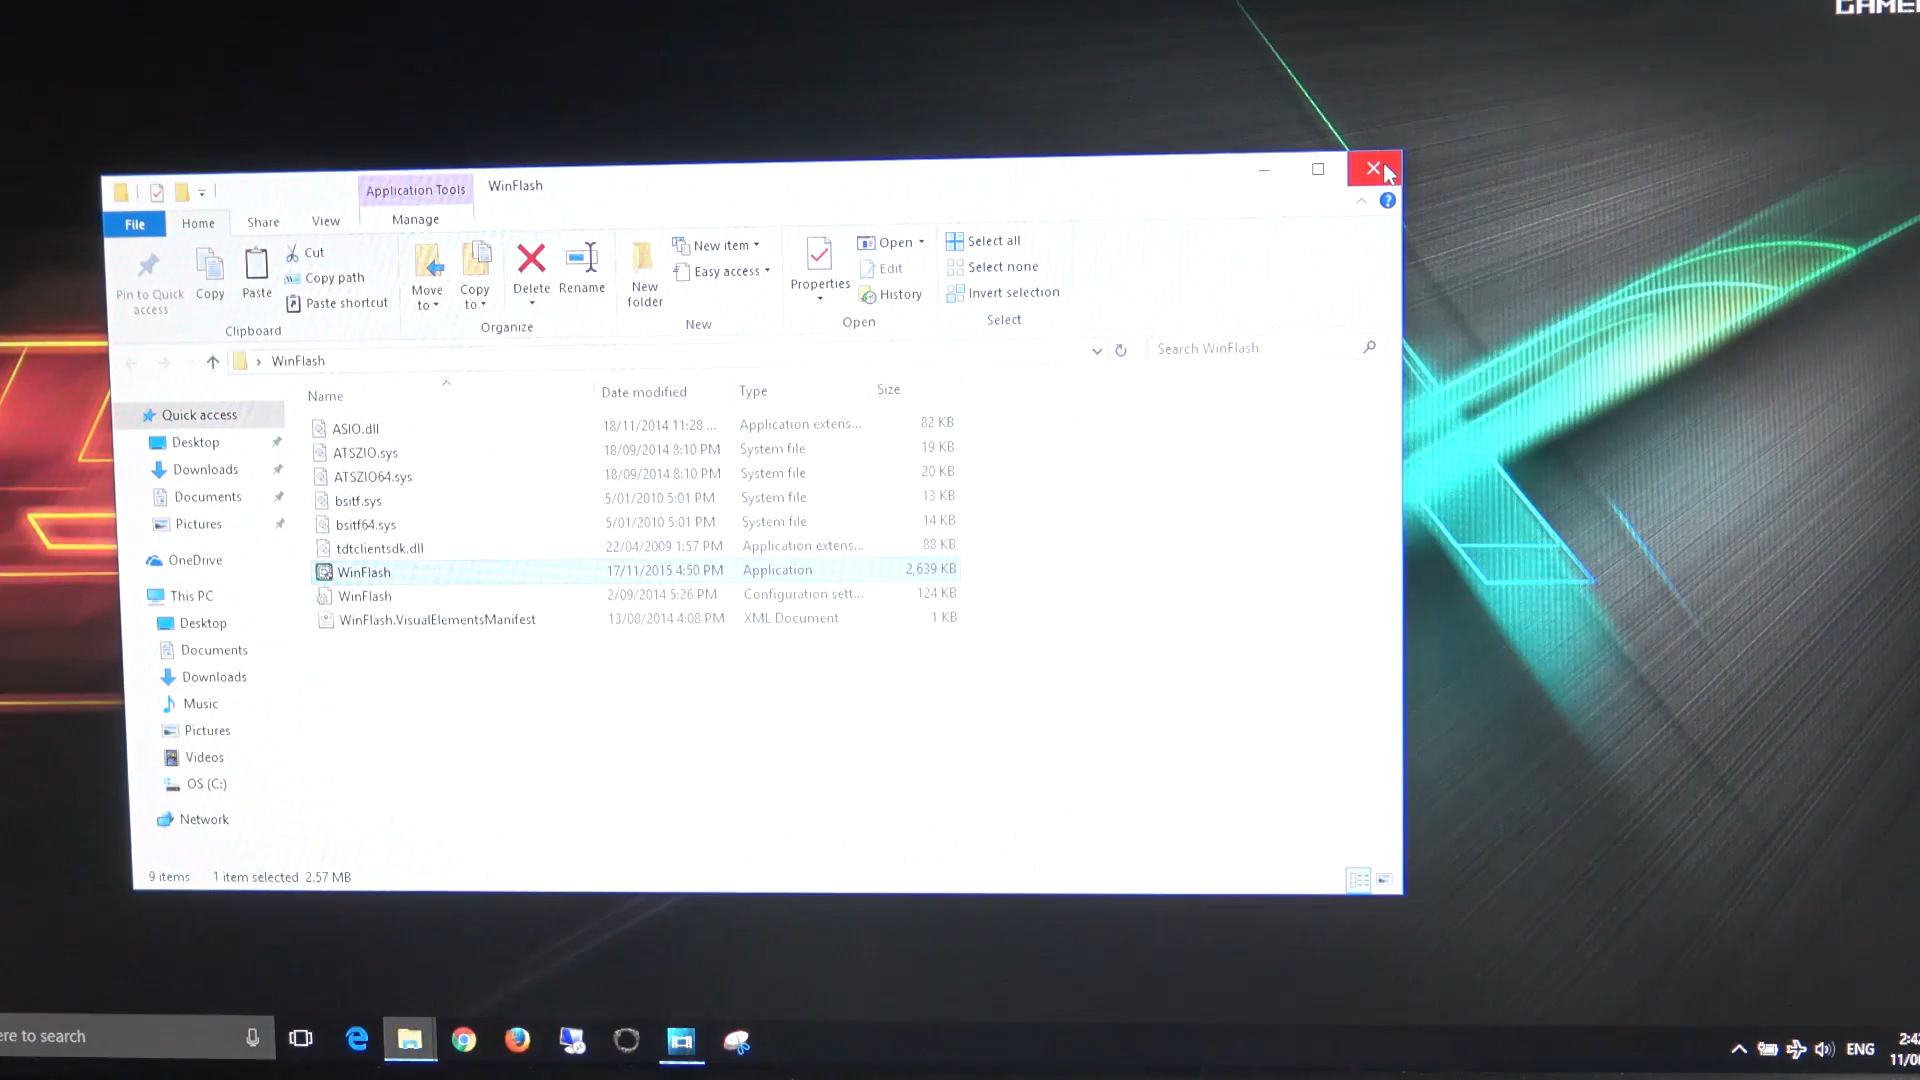 GAME
Application Tools
WinFlash
File
Home
Share
View
Manage
Pin to Quick access
Copy
Paste
Cut
Copy path
Paste shortcut
Clipboard
Move to
Copy to
Delete
Rename
Organize
New folder
New item
Easy access
New
Properties
Open
Edit
History
Open
Select all
Select none
Invert selection
Select
WinFlash
Search WinFlash
Name
Date modified
Type
Size
ASIO.dll 18/11/2014 11:28 ... Application extens... 82 KB
ATSZIO.sys 18/09/2014 8:10 PM System file 19 KB
ATSZIO64.sys 18/09/2014 8:10 PM System file 20 KB
bsitf.sys 5/01/2010 5:01 PM System file 13 KB
bsitf64.sys 5/01/2010 5:01 PM System file 14 KB
tdtclientsdk.dll 22/04/2009 1:57 PM Application extens... 88 KB
WinFlash 17/11/2015 4:50 PM Application 2,639 KB
WinFlash 2/09/2014 5:26 PM Configuration sett... 124 KB
WinFlash.VisualElementsManifest 13/08/2014 4:08 PM XML Document 1 KB
Quick access
Desktop
Downloads
Documents
Pictures
OneDrive
This PC
Desktop
Documents
Downloads
Music
Pictures
Videos
OS (C:)
Network
9 items 1 item selected 2.57 MB
ere to search
ENG
2:4
11/0